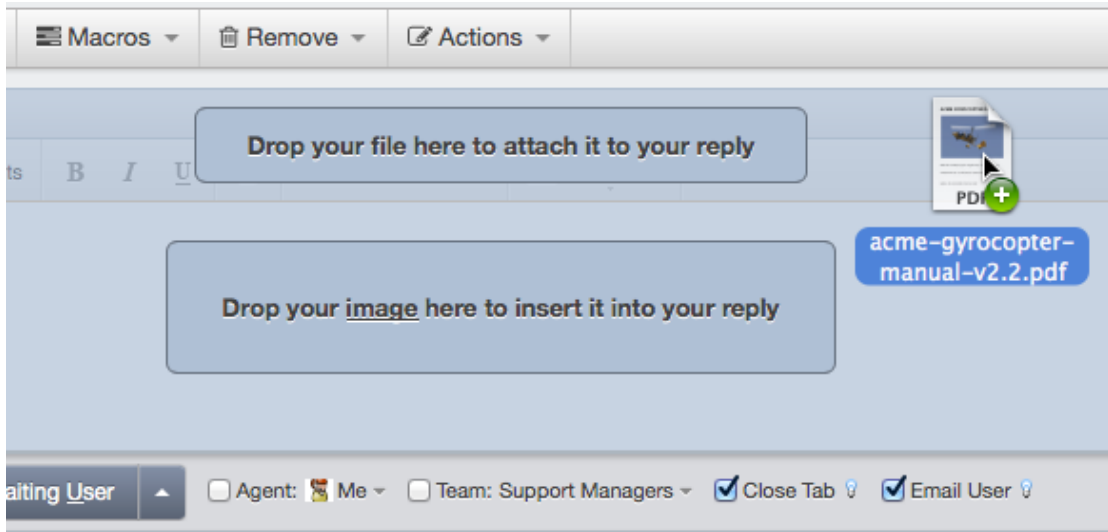 Macros
Remove
Actions
Drop your file here to attach it to your reply
ts B I U
PDF
acme-gyrocopter-
manual-v2.2.pdf
Drop your image here to insert it into your reply
aiting User
Agent: Me
Team: Support Managers
Close Tab
Email User